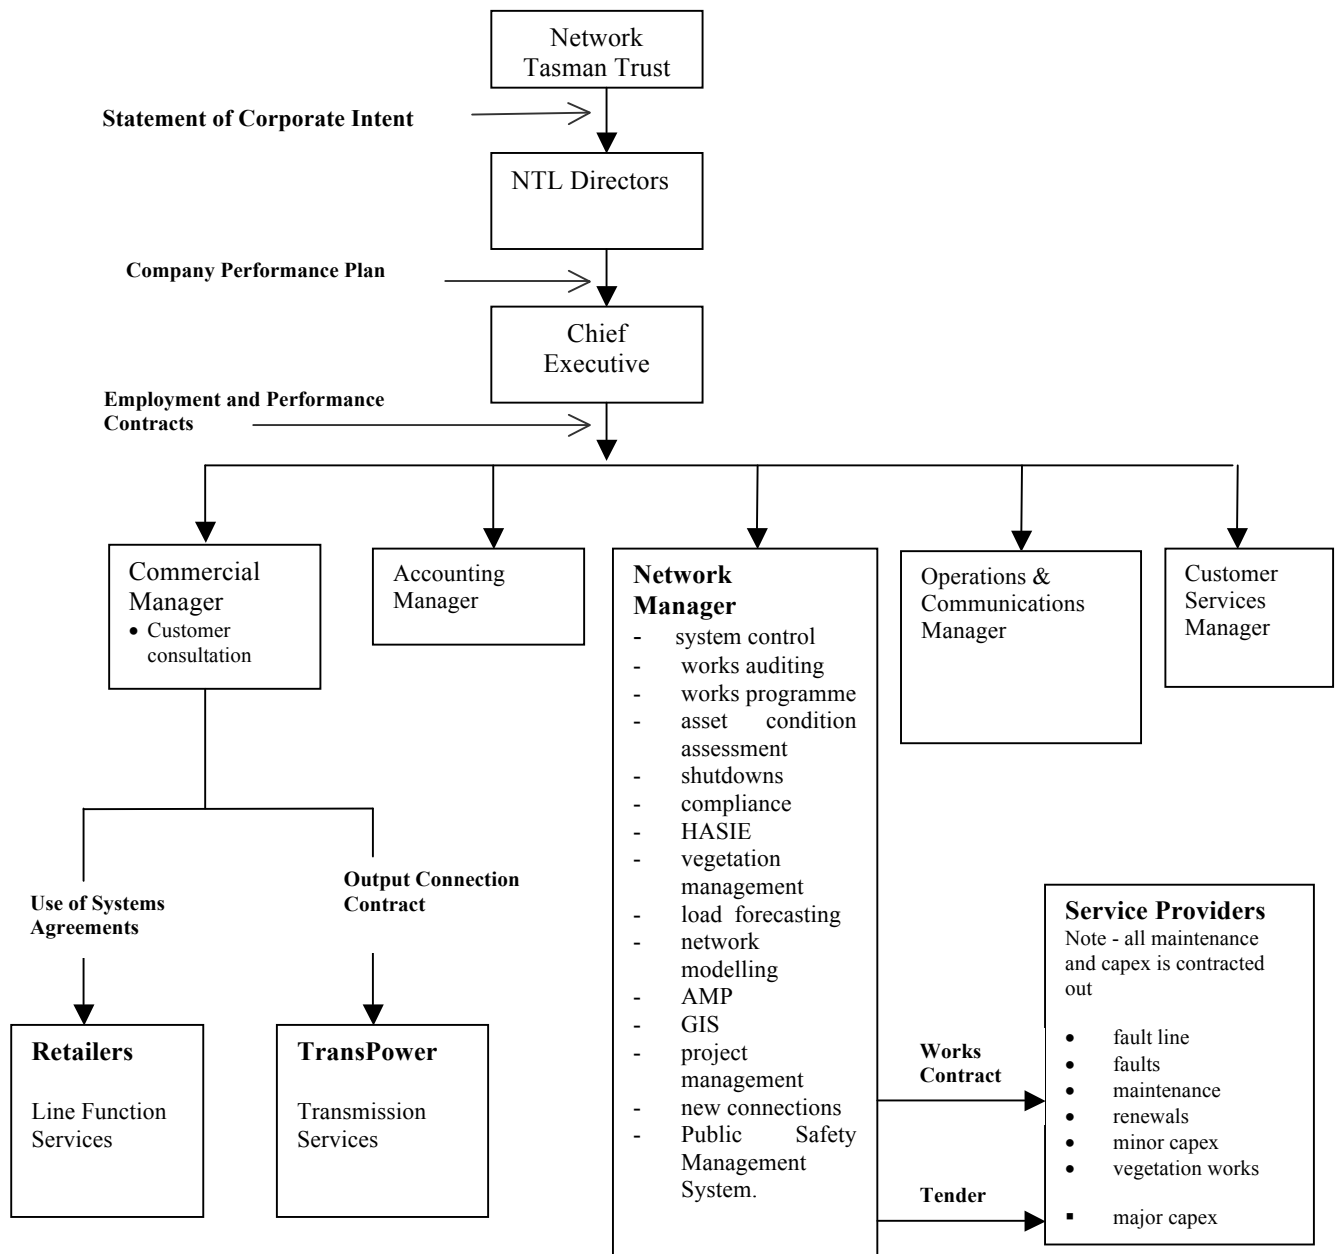 Network
Tasman Trust
Statement of Corporate Intent
NTL Directors
Company Performance Plan
Chief
Executive
Employment and Performance
Contracts
Commercial
Manager
• Customer
consultation
Accounting
Manager
Network
Manager
- system control
- works auditing
- works programme
- asset condition
assessment
- shutdowns
- compliance
- HASIE
- vegetation
management
- load forecasting
- network
modelling
- AMP
- GIS
- project
management
- new connections
- Public Safety
Management
System.
Operations &
Communications
Manager
Customer
Services
Manager
Use of Systems
Agreements
Output Connection
Contract
Retailers
Line Function
Services
TransPower
Transmission
Services
Works
Contract
Tender
Service Providers
Note - all maintenance
and capex is contracted
out
• fault line
• faults
• maintenance
• renewals
• minor capex
• vegetation works
▪ major capex